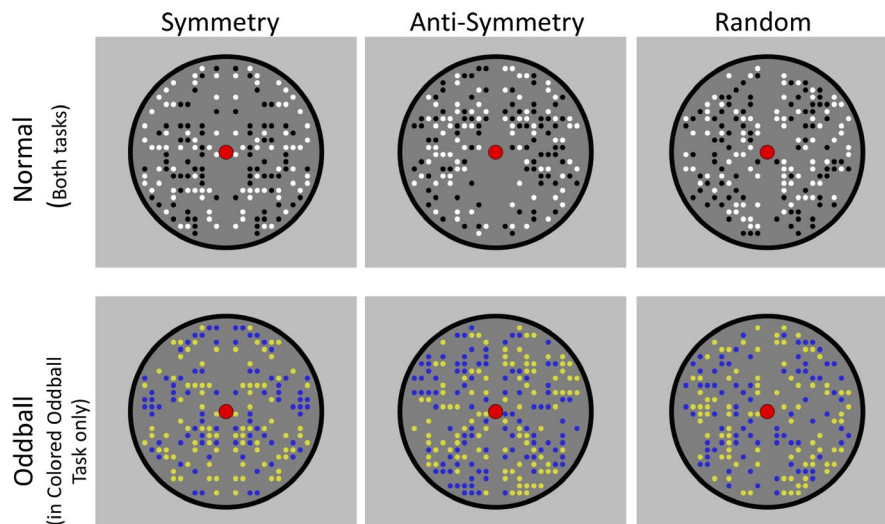 Symmetry Anti-Symmetry Random
Normal
(Both tasks)
Oddball
(in Colored Oddball
Task only)